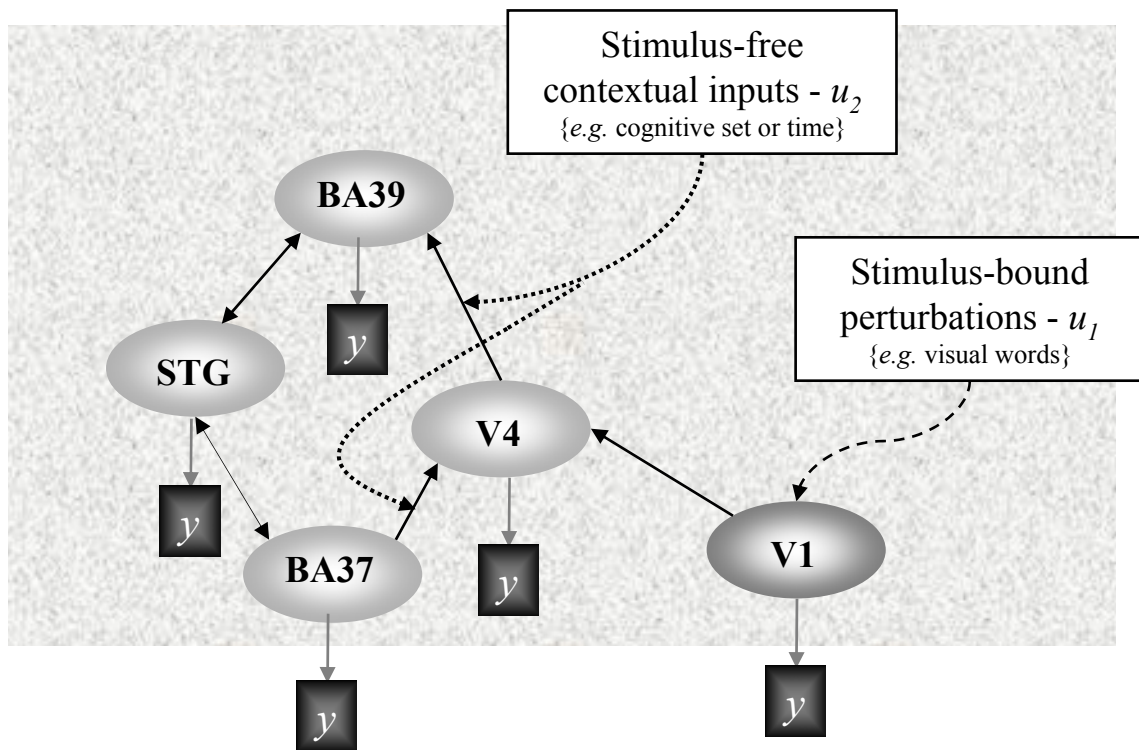 Stimulus-free
contextual inputs - u₂
{e.g. cognitive set or time}
BA39
Stimulus-bound
perturbations - u₁
{e.g. visual words}
y
STG
V4
y
BA37
y
V1
y
y